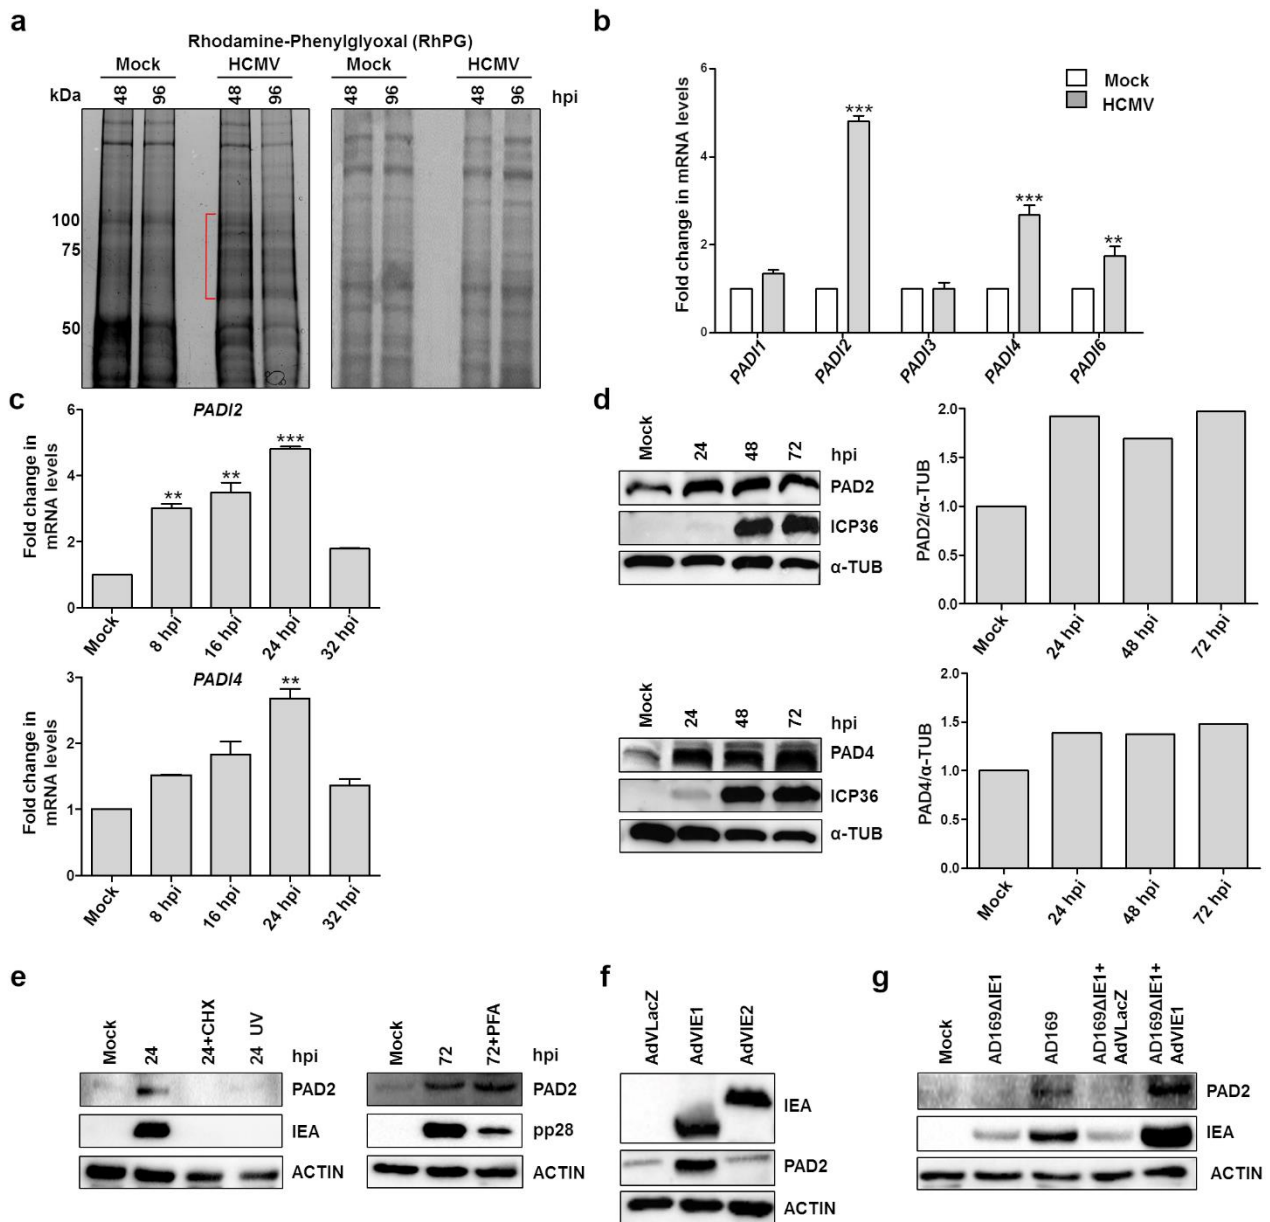 a
Rhodamine-Phenylglyoxal (RhPG)
Mock HCMV Mock HCMV
kDa 48 96 48 96 48 96 48 96 hpi
100
75
50
b
Fold change in mRNA levels
6
4
2
0
Mock
HCMV
***
***
**
PADI1 PADI2 PADI3 PADI4 PADI6
c
PADI2
Fold change in
mRNA levels
6
4
2
0
** ** ***
Mock 8 hpi 16 hpi 24 hpi 32 hpi
PADI4
Fold change in
mRNA levels
3
2
1
0
**
Mock 8 hpi 16 hpi 24 hpi 32 hpi
d
Mock 24 48 72 hpi
PAD2
ICP36
α-TUB
PAD2/α-TUB
2.0
1.5
1.0
0.5
0.0
Mock 24 hpi 48 hpi 72 hpi
Mock 24 48 72 hpi
PAD4
ICP36
α-TUB
PAD4/α-TUB
2.0
1.5
1.0
0.5
0.0
Mock 24 hpi 48 hpi 72 hpi
e
Mock 24 24+CHX 24 UV hpi
PAD2
IEA
ACTIN
Mock 72 72+PFA hpi
PAD2
pp28
ACTIN
f
AdVLacZ AdVIE1 AdVIE2
IEA
PAD2
ACTIN
g
Mock AD169ΔIE1 AD169 AD169ΔIE1+ AD169ΔIE1+
AdVLacZ AdVIE1
PAD2
IEA
ACTIN